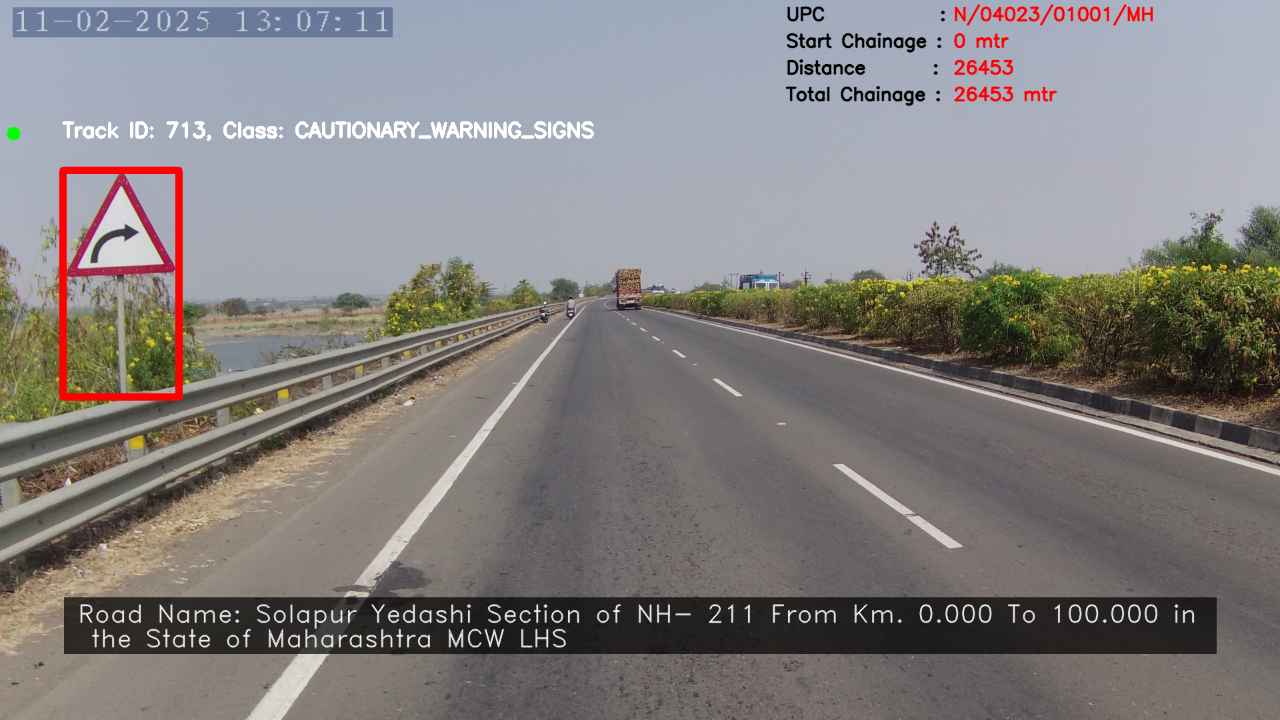 11-02-2025 13:07:11
UPC : N/04023/01001/MH
Start Chainage : 0 mtr
Distance : 26453
Total Chainage : 26453 mtr
Track ID: 713, Class: CAUTIONARY_WARNING_SIGNS
Road Name: Solapur Yedashi Section of NH- 211 From Km. 0.000 To 100.000 in
the State of Maharashtra MCW LHS